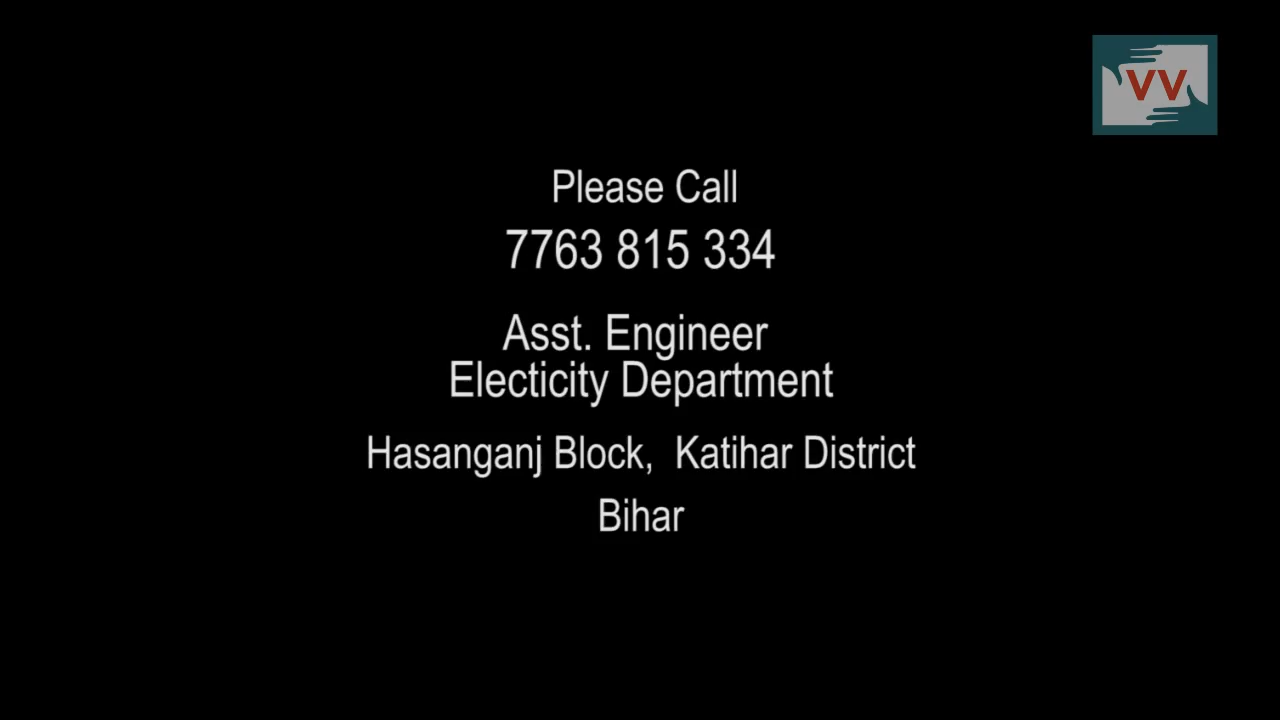 VV
Please Call
7763 815 334
Asst. Engineer
Electicity Department
Hasanganj Block, Katihar District
Bihar